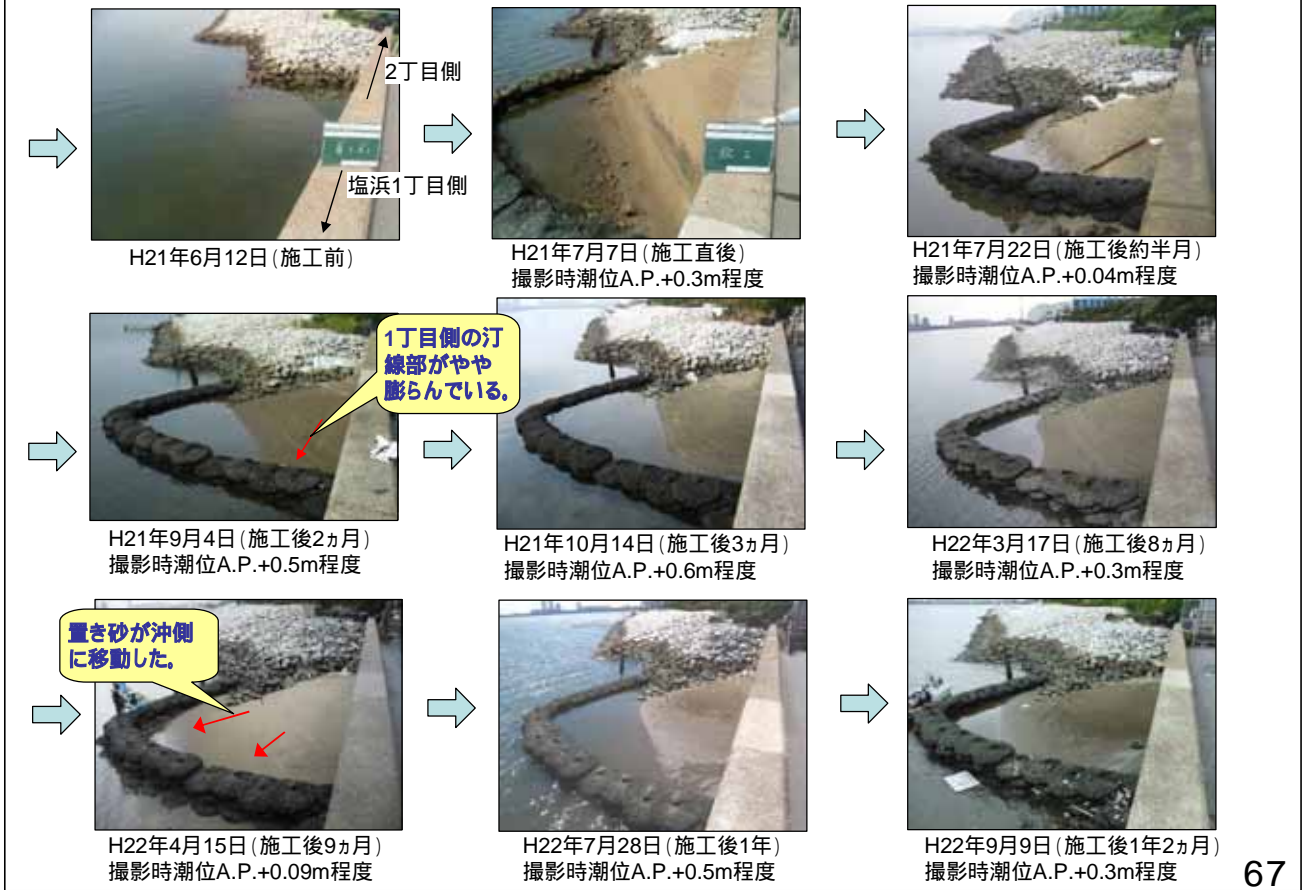 2丁目側
塩浜1丁目側
H21年6月12日(施工前)
H21年7月7日(施工直後)
撮影時潮位A.P.+0.3m程度
H21年7月22日(施工後約半月)
撮影時潮位A.P.+0.04m程度
1丁目側の汀
線部がやや
膨らんでいる。
H21年9月4日(施工後2ヵ月)
撮影時潮位A.P.+0.5m程度
H21年10月14日(施工後3ヵ月)
撮影時潮位A.P.+0.6m程度
H22年3月17日(施工後8ヵ月)
撮影時潮位A.P.+0.3m程度
置き砂が沖側
に移動した。
H22年4月15日(施工後9ヵ月)
撮影時潮位A.P.+0.09m程度
H22年7月28日(施工後1年)
撮影時潮位A.P.+0.5m程度
H22年9月9日(施工後1年2ヵ月)
撮影時潮位A.P.+0.3m程度
67